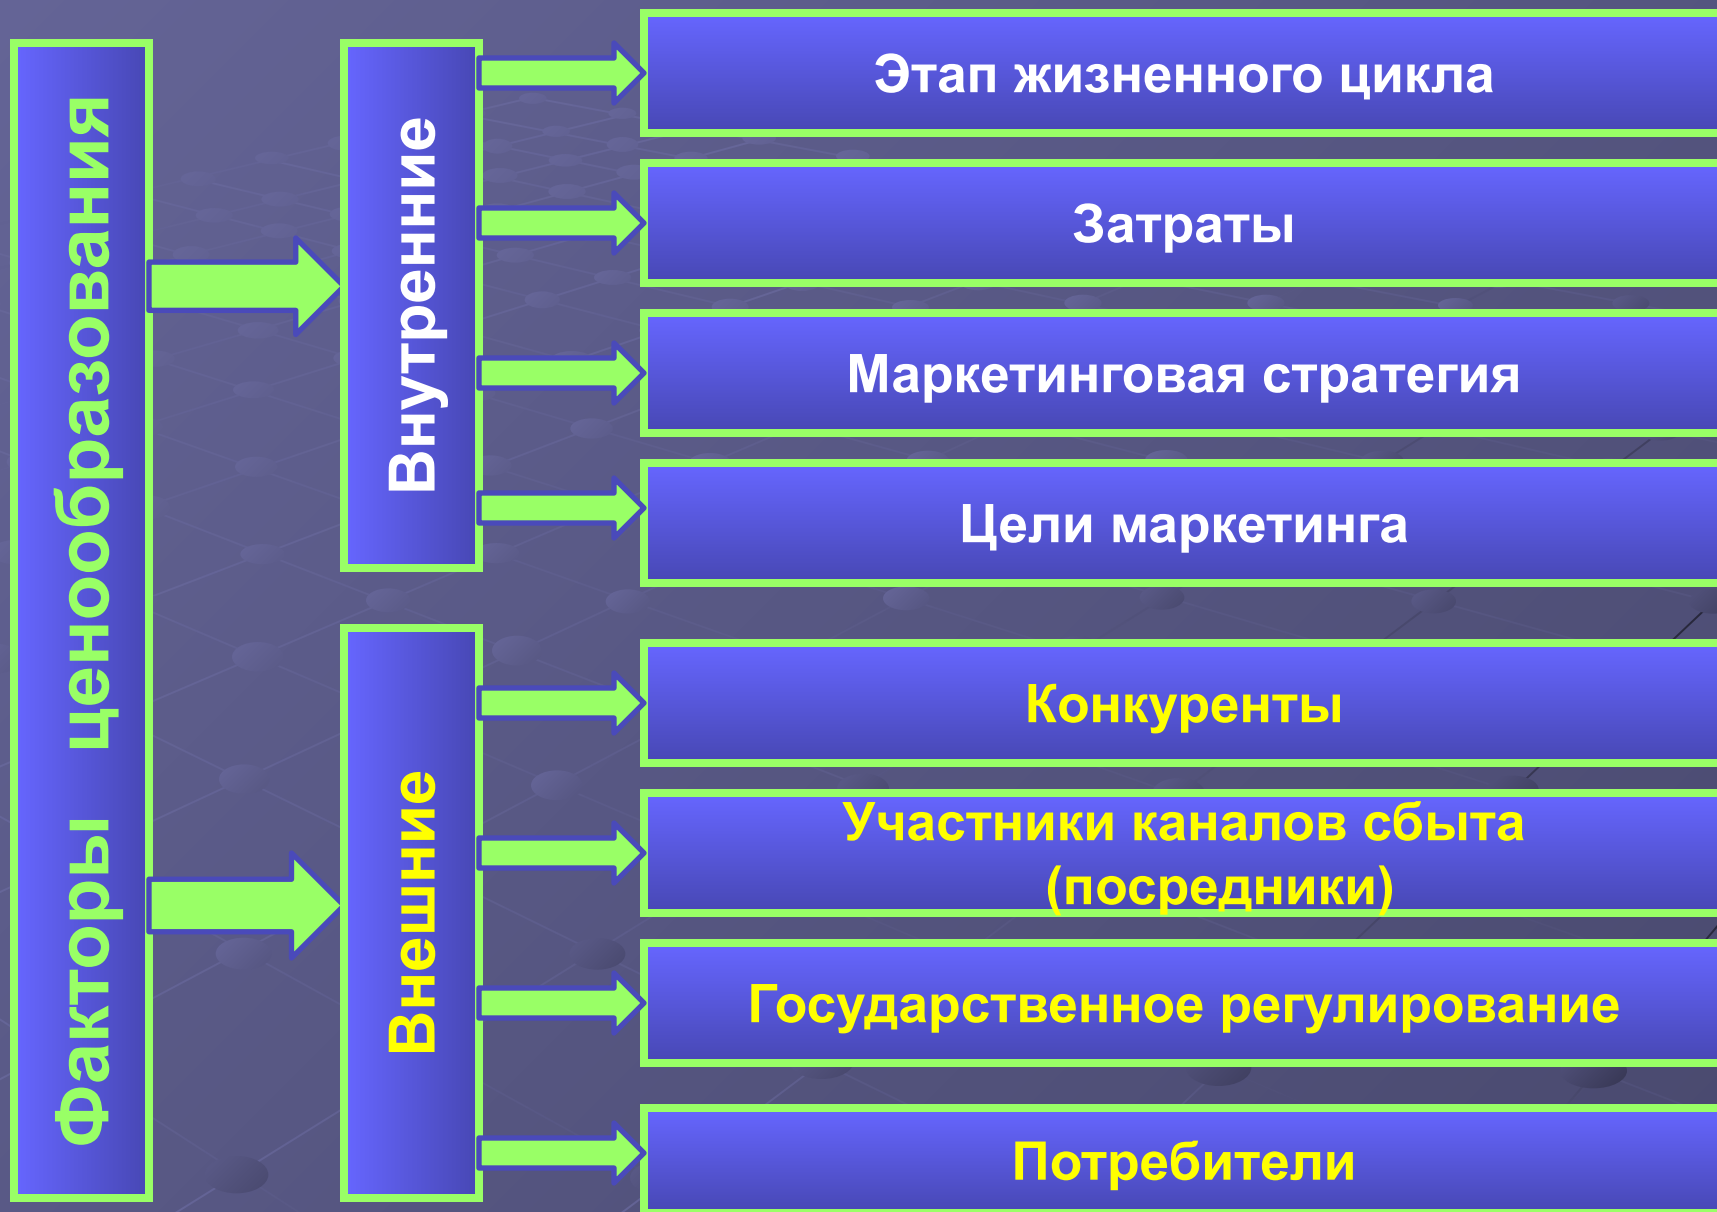 Факторы ценообразования
Внутренние
Этап жизненного цикла
Затраты
Маркетинговая стратегия
Цели маркетинга
Внешние
Конкуренты
Участники каналов сбыта
(посредники)
Государственное регулирование
Потребители